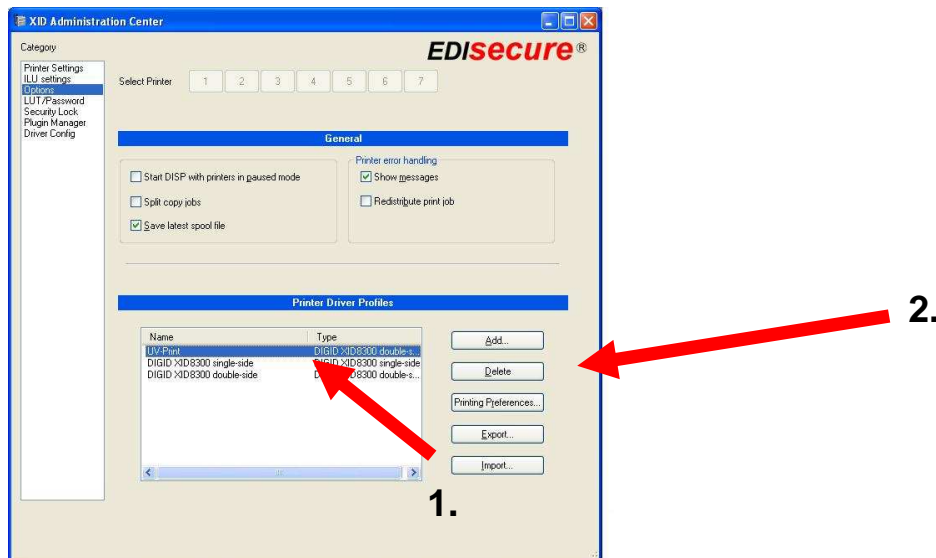 XID Administration Center
Category
EDIsecure®
Printer Settings
ILU settings
Options
LUT/Password
Security Lock
Plugin Manager
Driver Config
Select Printer 1 2 3 4 5 6 7
General
Start DISP with printers in paused mode
Split copy jobs
Save latest spool file
Printer error handling
Show messages
Redistribute print job
Printer Driver Profiles
Name Type
UV-Print DIGID XID8300 double-s...
DIGID XID8300 single-side DIGID XID8300 single-side
DIGID XID8300 double-side DIGID XID8300 double-s...
Add...
Delete
Printing Preferences...
Export...
Import...
1.
2.